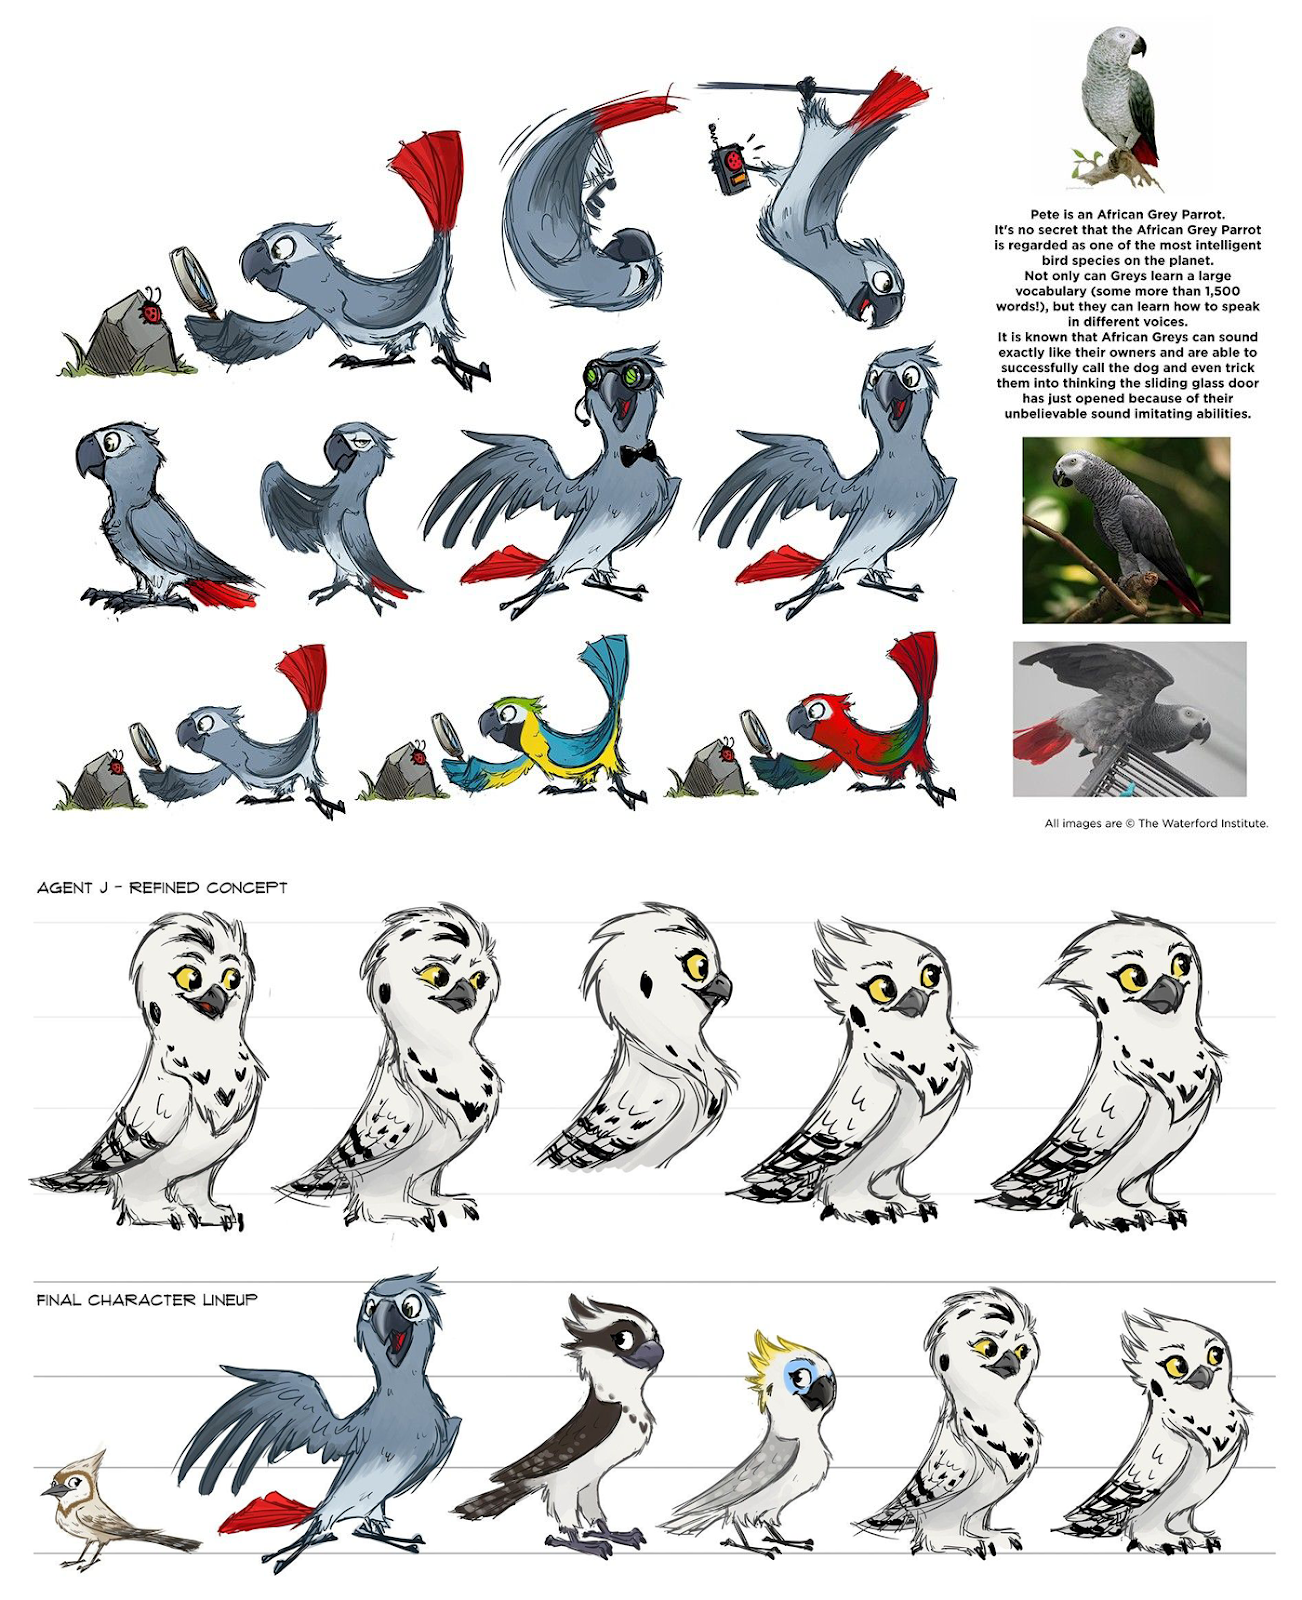 Pete is an African Grey Parrot.
It's no secret that the African Grey Parrot
is regarded as one of the most intelligent
bird species on the planet.
Not only can Greys learn a large
vocabulary (some more than 1,500
words!), but they can learn how to speak
in different voices.
It is known that African Greys can sound
exactly like their owners and are able to
successfully call the dog and even trick
them into thinking the sliding glass door
has just opened because of their
unbelievable sound imitating abilities.
All images are © The Waterford Institute.
AGENT J - REFINED CONCEPT
FINAL CHARACTER LINEUP